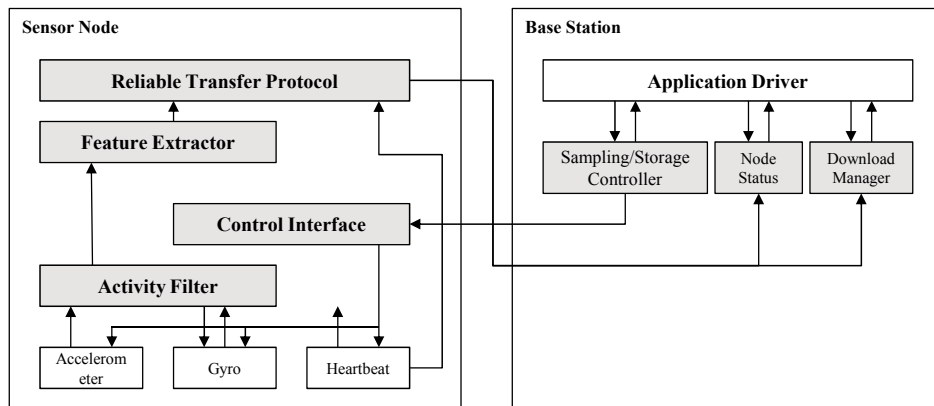 Sensor Node
Reliable Transfer Protocol
Feature Extractor
Control Interface
Activity Filter
Accelerom
eter
Gyro
Heartbeat
Base Station
Application Driver
Sampling/Storage
Controller
Node
Status
Download
Manager